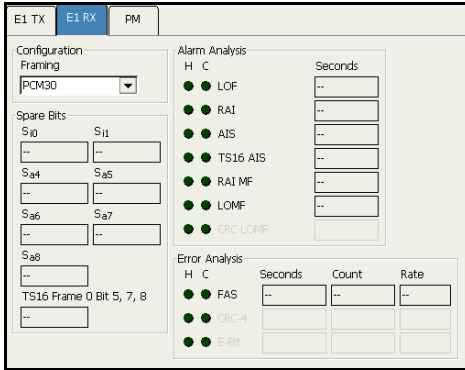 E1 TX E1 RX PM
Configuration
Framing
PCM30
Spare Bits
Si0 Si1
-- --
Sa4 Sa5
-- --
Sa6 Sa7
-- --
Sa8
--
TS16 Frame 0 Bit 5, 7, 8
--
Alarm Analysis
H C Seconds
LOF --
RAI --
AIS --
TS16 AIS --
RAI MF --
LOMF --
CRC LOMF
Error Analysis
H C Seconds Count Rate
FAS -- -- --
CRC-4
E-Bit